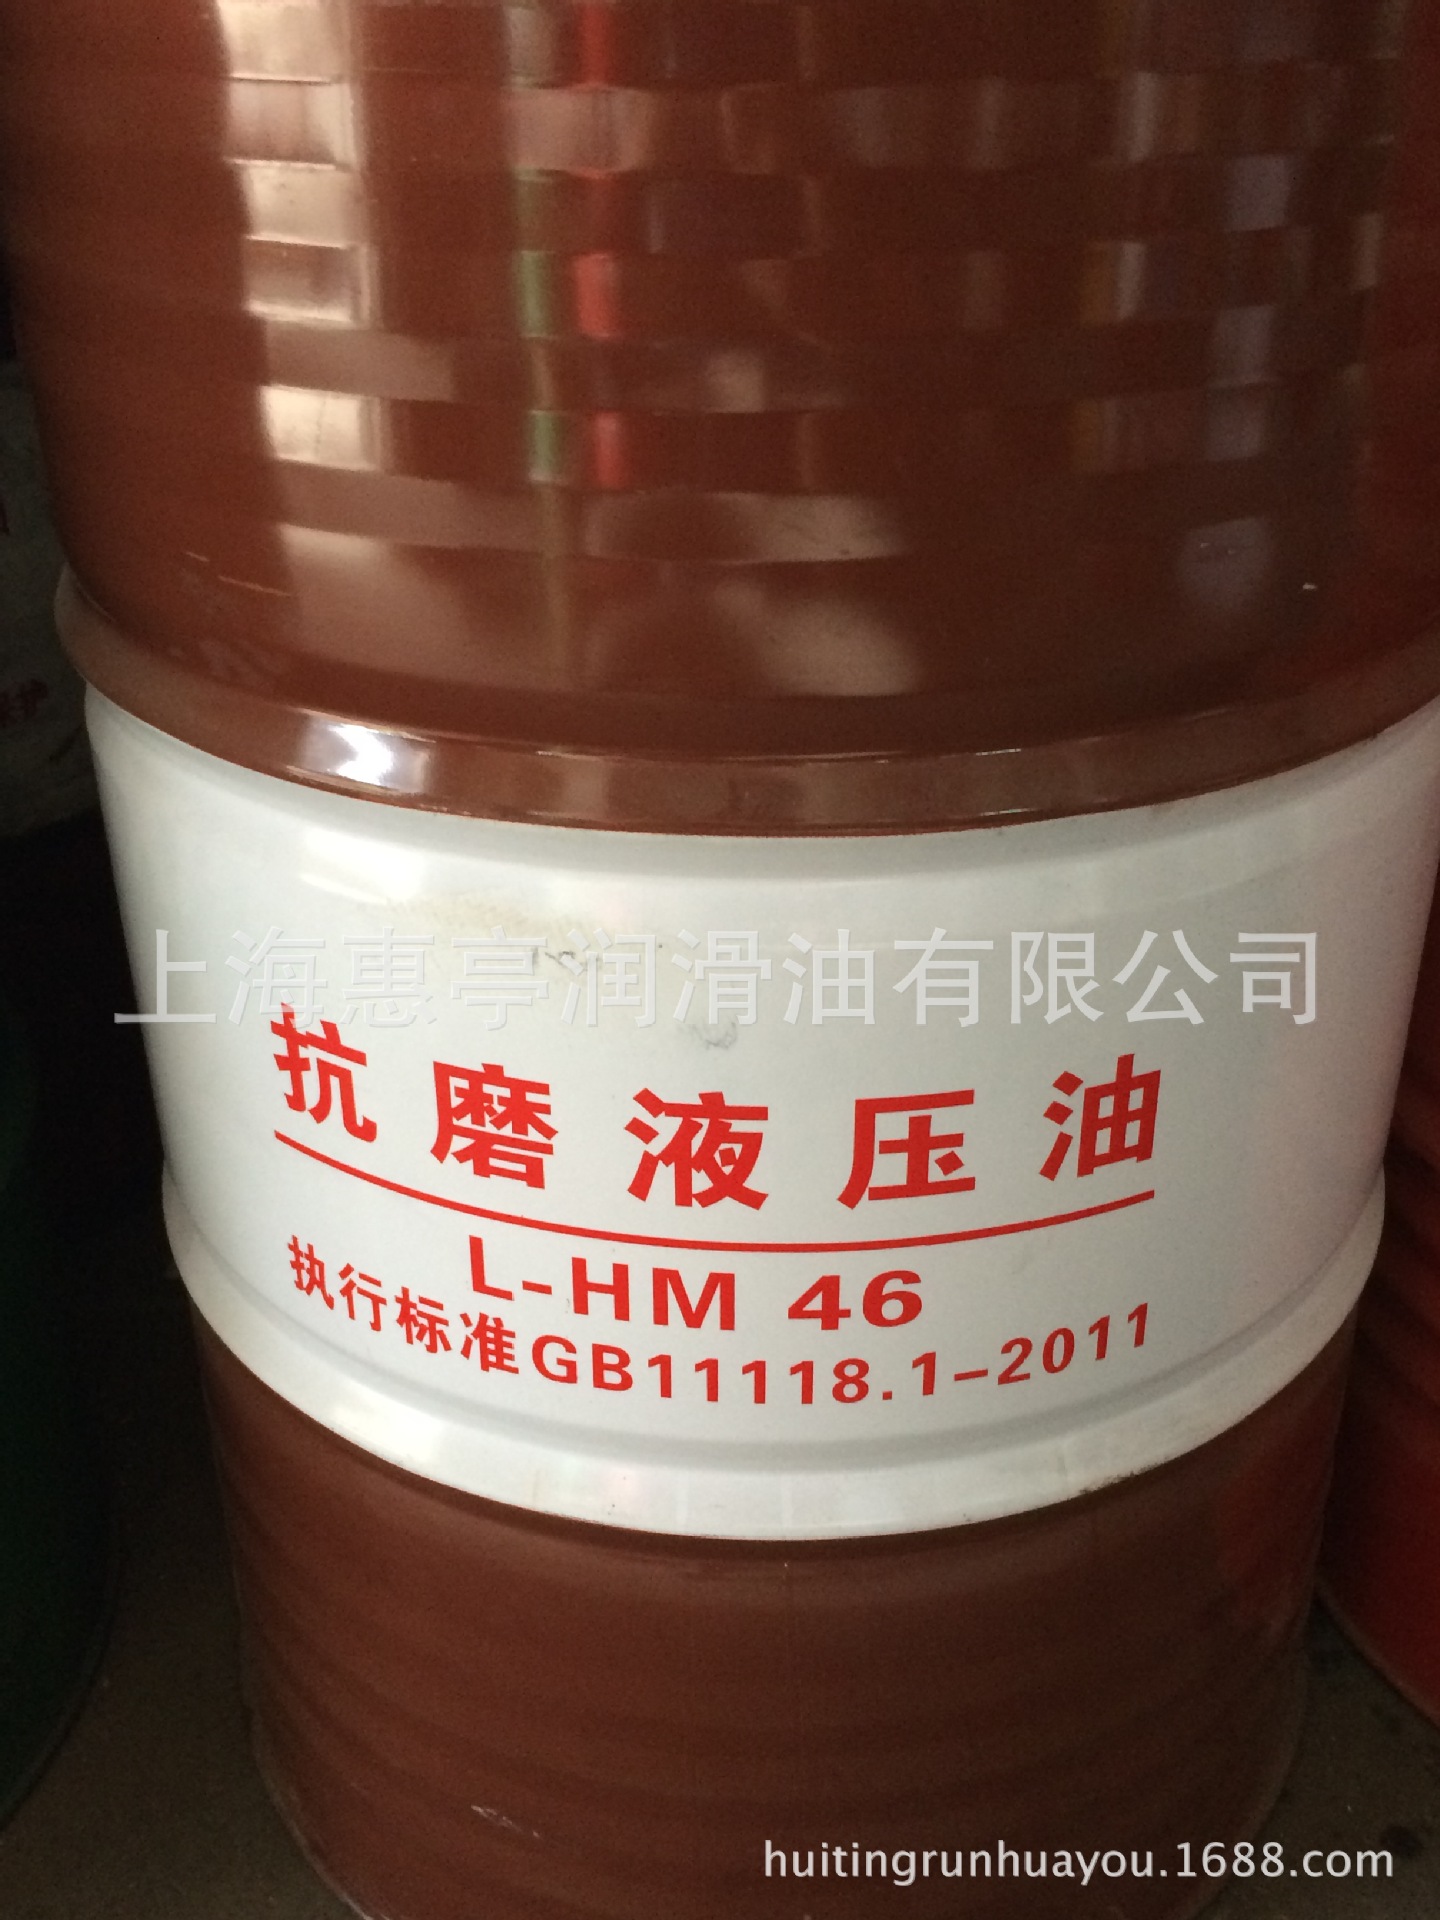 上海惠亭润滑油有限公司
抗磨液压油
L-HM 46
执行标准GB11118.1-2011
huitingrunhuayou.1688.com